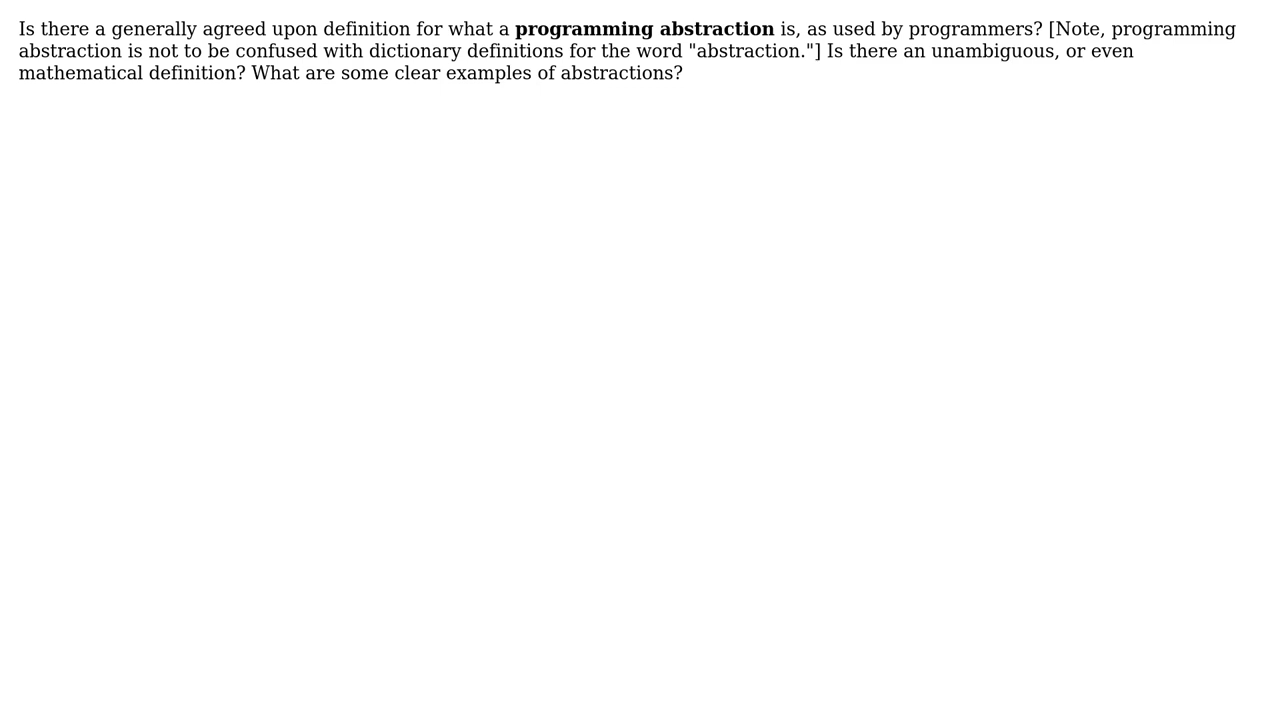 Is there a generally agreed upon definition for what a programming abstraction is, as used by programmers? [Note, programming
abstraction is not to be confused with dictionary definitions for the word "abstraction."] Is there an unambiguous, or even
mathematical definition? What are some clear examples of abstractions?